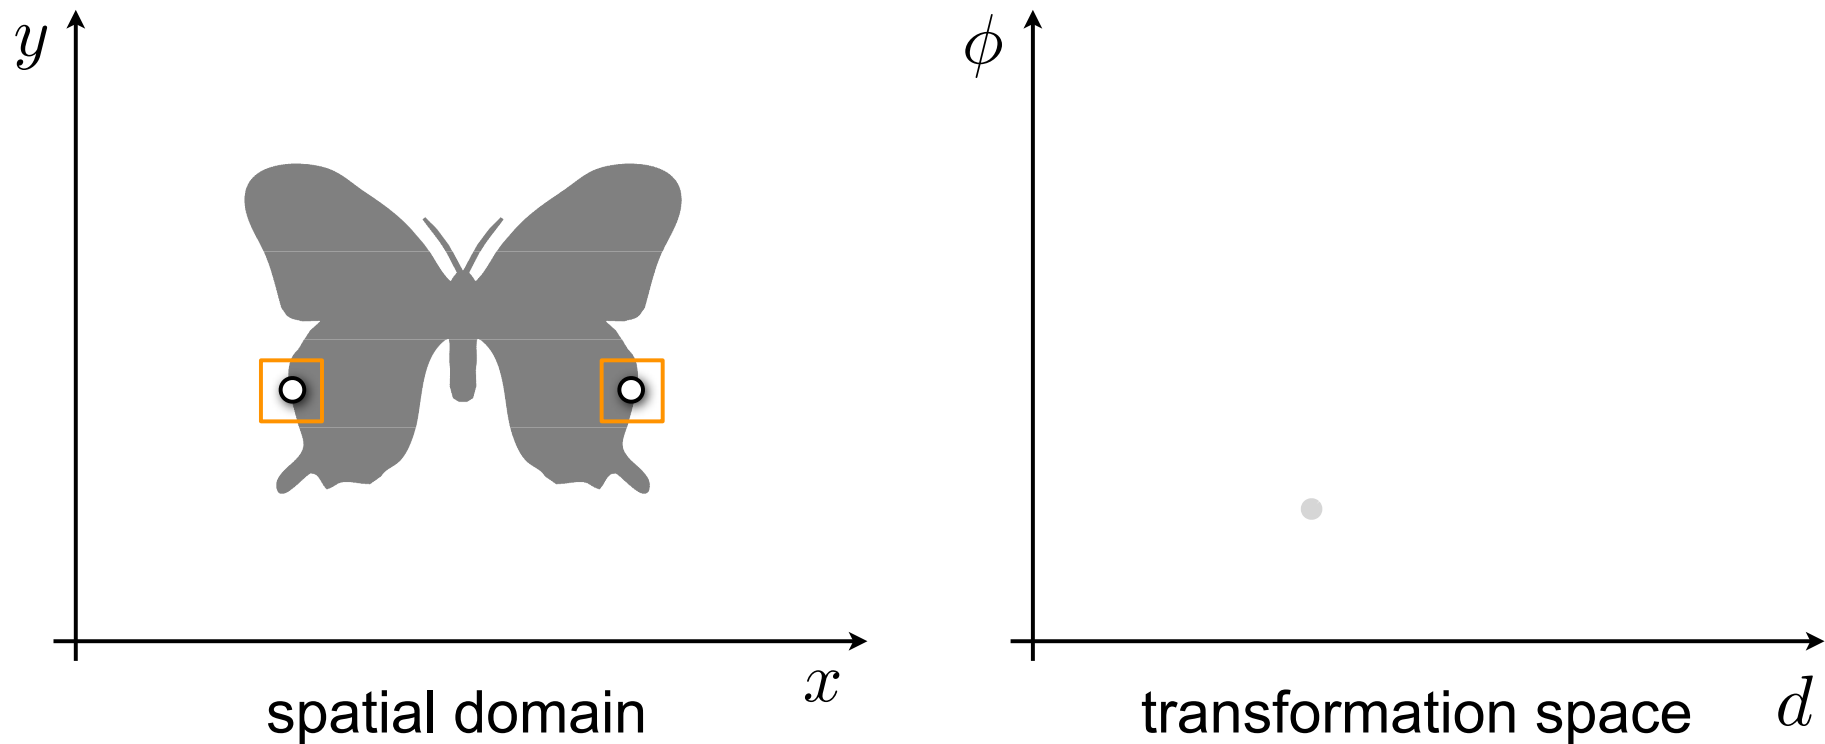 y
ϕ
x
d
spatial domain
transformation space